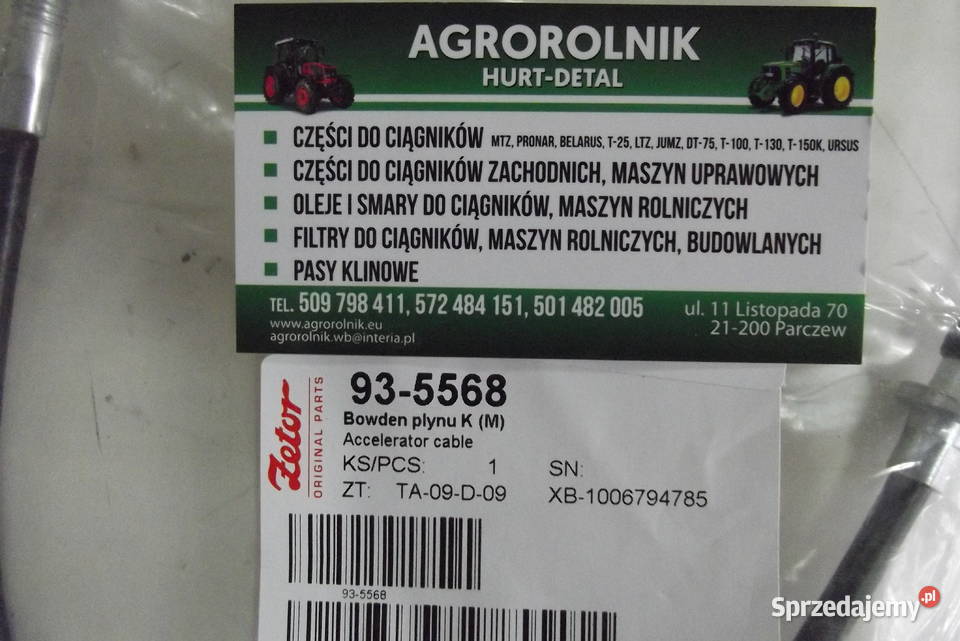 AGROROLNIK
HURT-DETAL
CZĘŚCI DO CIĄGNIKÓW MTZ, PRONAR, BELARUS, T-25, LTZ, JUMZ, DT-75, T-100, T-130, T-150K, URSUS
CZĘŚCI DO CIĄGNIKÓW ZACHODNICH, MASZYN UPRAWOWYCH
OLEJE I SMARY DO CIĄGNIKÓW, MASZYN ROLNICZYCH
FILTRY DO CIĄGNIKÓW, MASZYN ROLNICZYCH, BUDOWLANYCH
PASY KLINOWE
TEL. 509 798 411, 572 484 151, 501 482 005
www.agrorolnik.eu
agrorolnik.wb@interia.pl
ul. 11 Listopada 70
21-200 Parczew
Zetor
ORIGINAL PARTS
93-5568
Bowden plynu K (M)
Accelerator cable
KS/PCS: 1 SN:
ZT: TA-09-D-09 XB-1006794785
93-5568
Sprzedajemy.pl